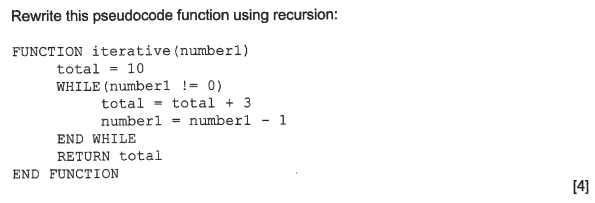 Rewrite this pseudocode function using recursion:
FUNCTION iterative(number1)
total = 10
WHILE(number1 != 0)
total = total + 3
number1 = number1 - 1
END WHILE
RETURN total
END FUNCTION
[4]